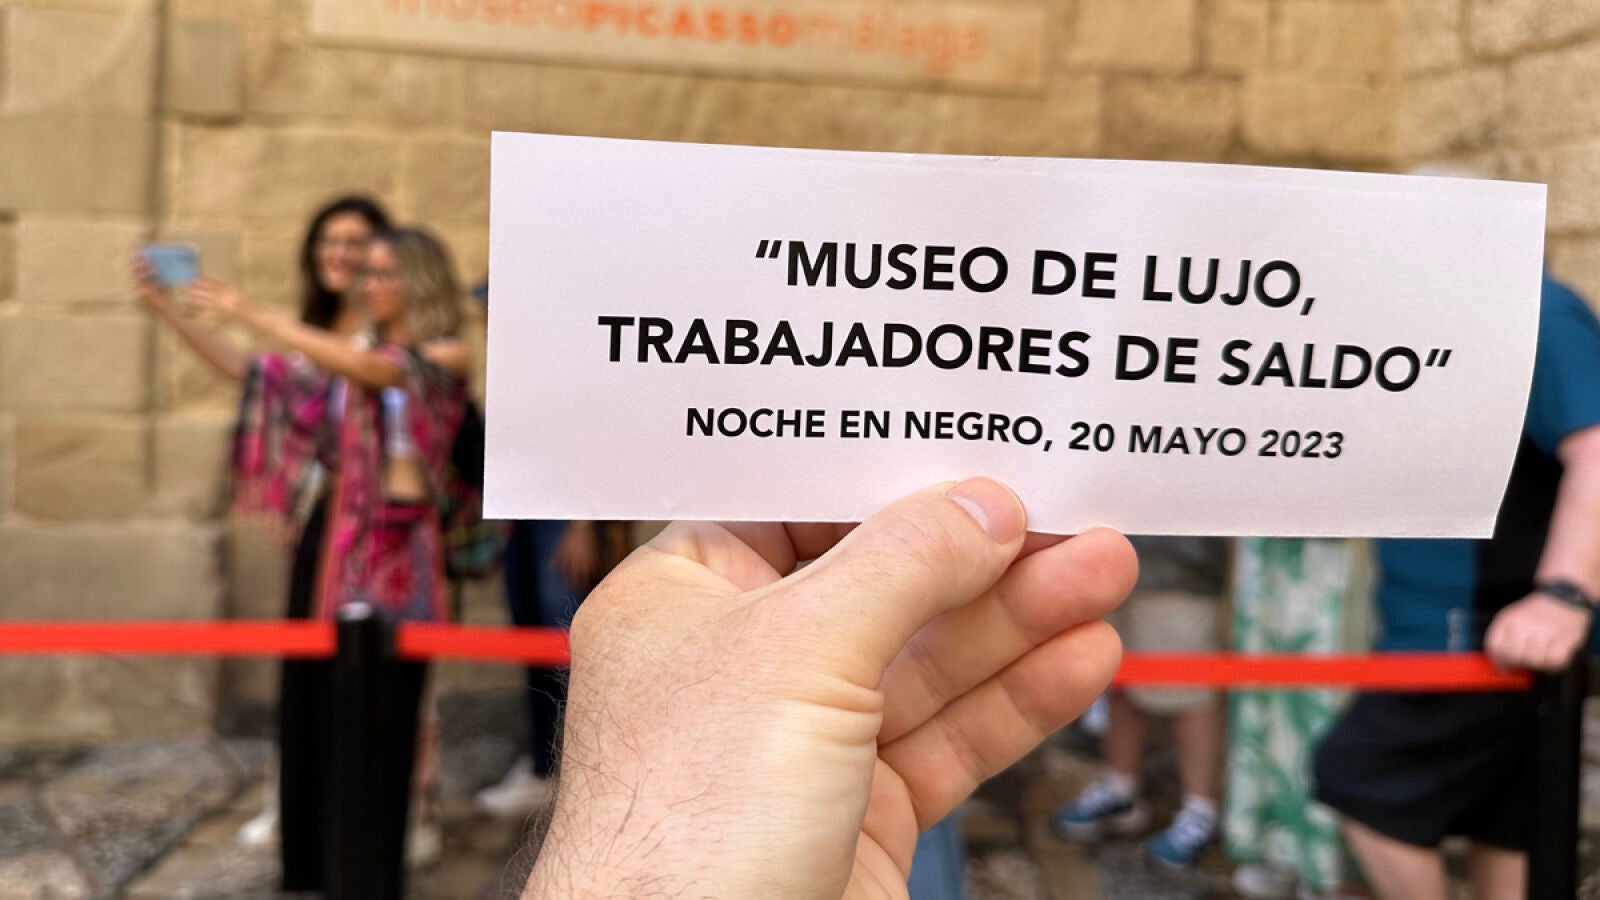 museoPICASSOmálaga
“MUSEO DE LUJO,
TRABAJADORES DE SALDO“
NOCHE EN NEGRO, 20 MAYO 2023